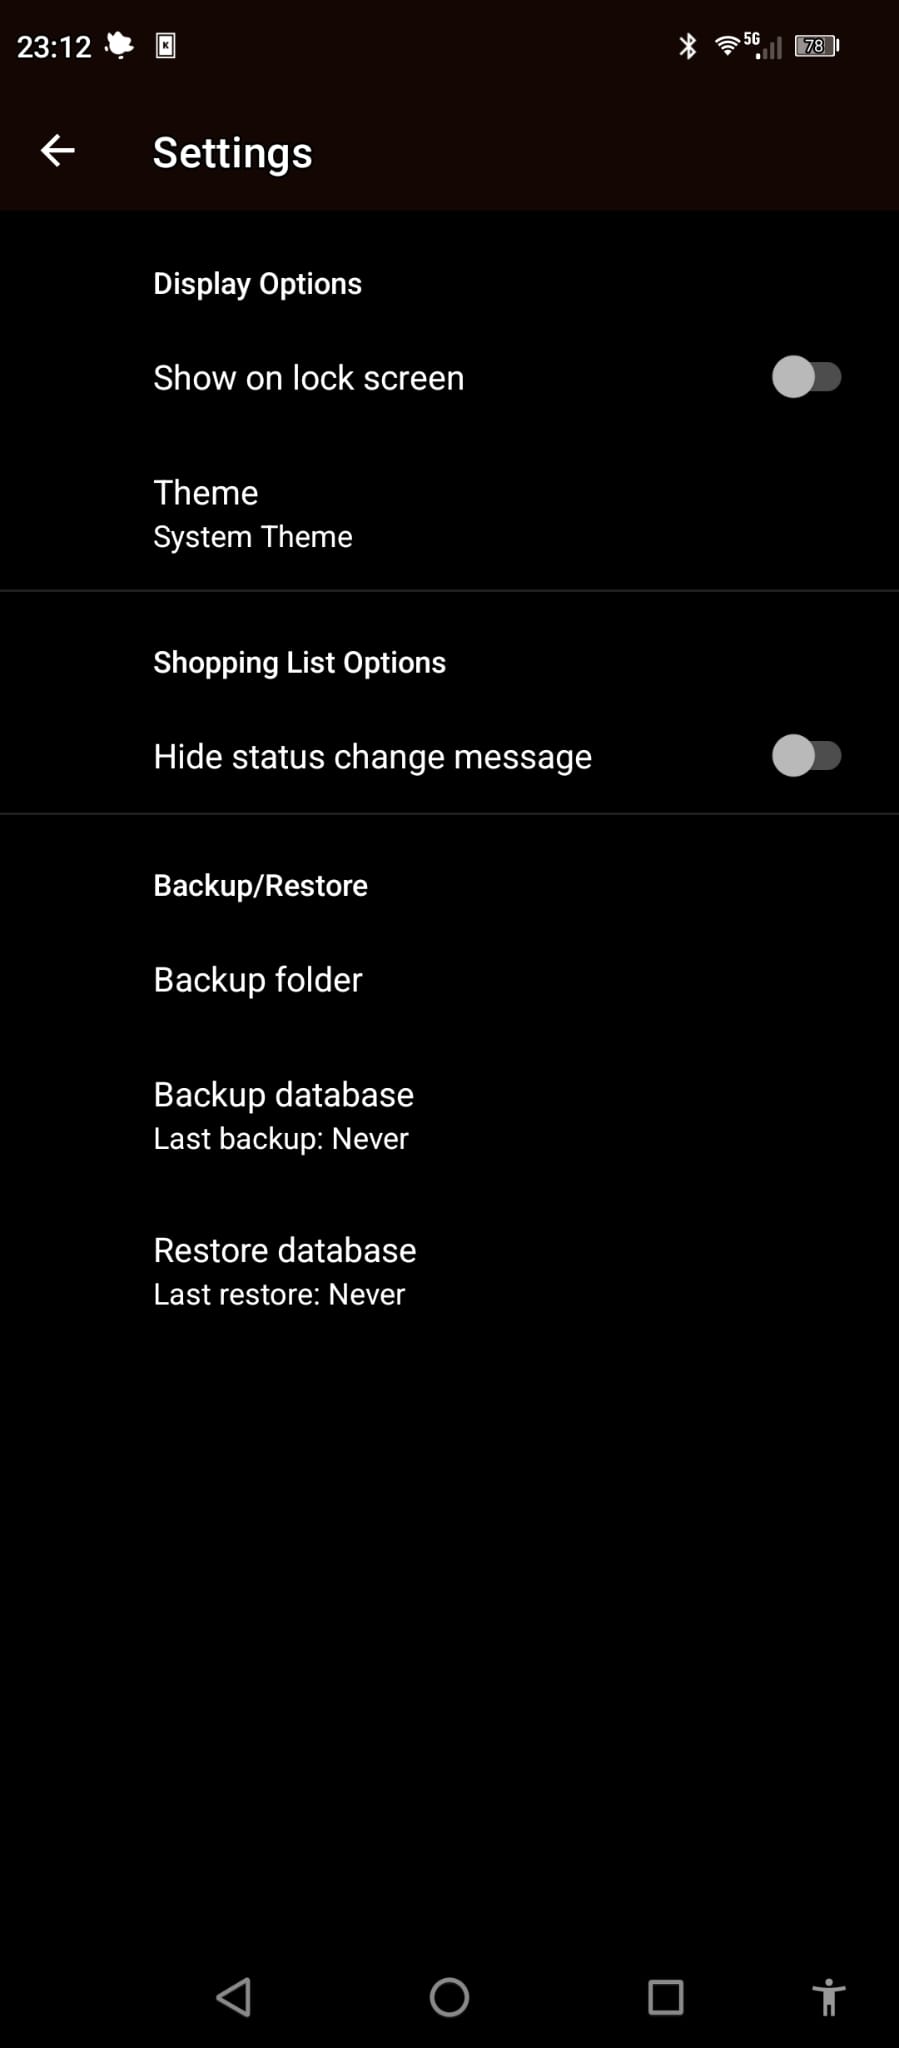 23:12 K 5G 78
Settings
Display Options
Show on lock screen
Theme
System Theme
Shopping List Options
Hide status change message
Backup/Restore
Backup folder
Backup database
Last backup: Never
Restore database
Last restore: Never